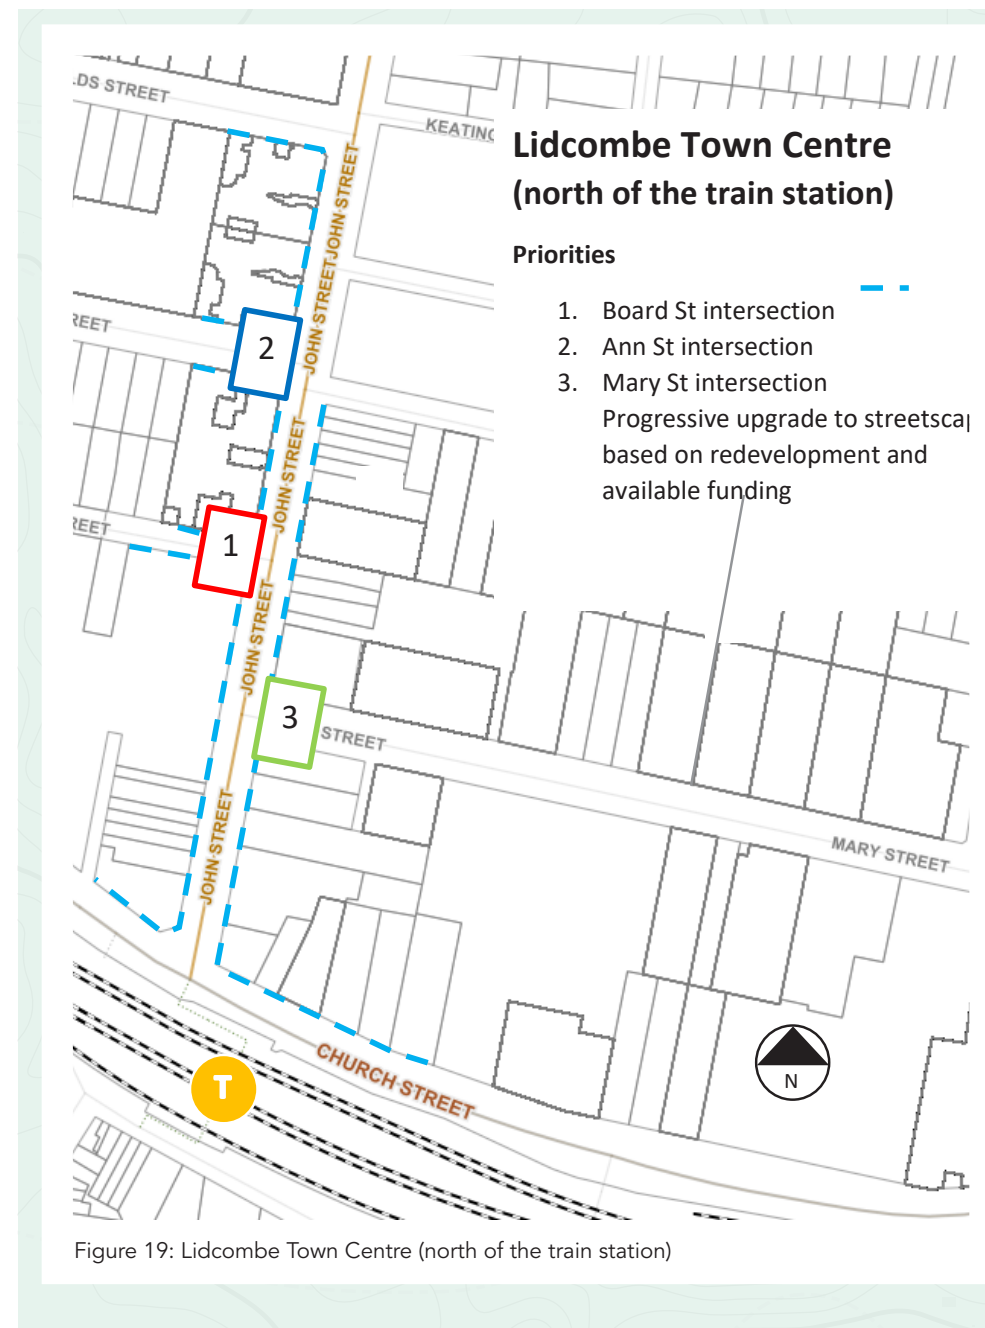 .DS STREET
KEATING
Lidcombe Town Centre
(north of the train station)
Priorities
1. Board St intersection
2. Ann St intersection
3. Mary St intersection
Progressive upgrade to streetscap
based on redevelopment and
available funding
JOHN STREET
JOHN STREET
JOHN STREET
REET
2
JOHN STREET
REET
1
JOHN STREET
3
STREET
JOHN STREET
MARY STREET
CHURCH STREET
T
N
Figure 19: Lidcombe Town Centre (north of the train station)